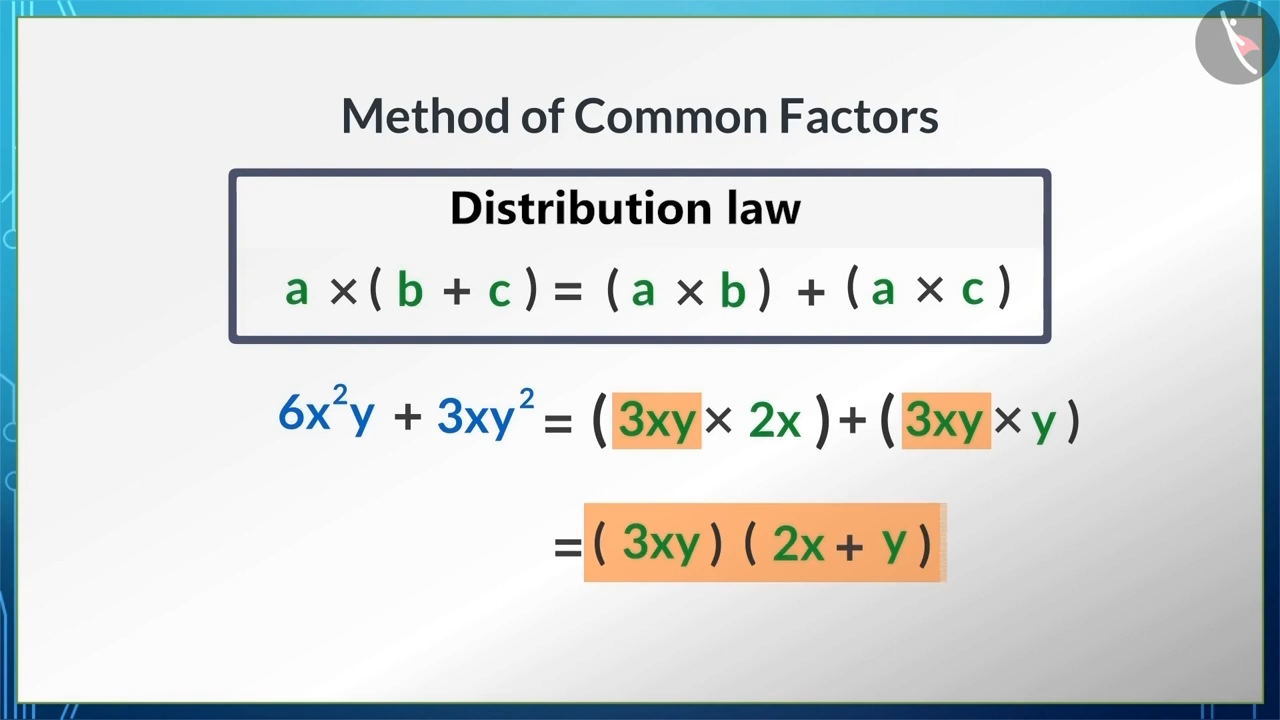 Method of Common Factors
Distribution law
a ×( b + c ) = ( a × b ) + ( a × c )
6x²y + 3xy² = ( 3xy × 2x ) + ( 3xy × y )
= ( 3xy ) ( 2x + y )